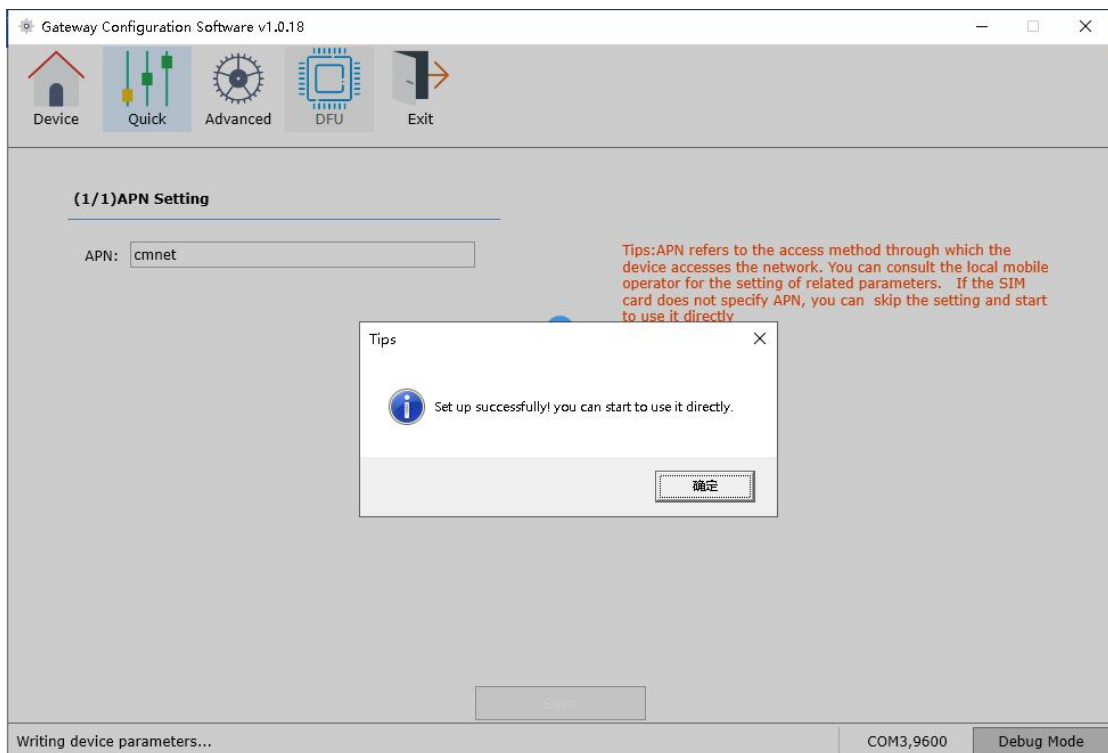 Gateway Configuration Software v1.0.18
Device Quick Advanced DFU Exit
(1/1)APN Setting
APN: cmnet
Tips:APN refers to the access method through which the
device accesses the network. You can consult the local mobile
operator for the setting of related parameters. If the SIM
card does not specify APN, you can skip the setting and start
to use it directly
Tips
Set up successfully! you can start to use it directly.
确定
Save
Writing device parameters...
COM3,9600
Debug Mode